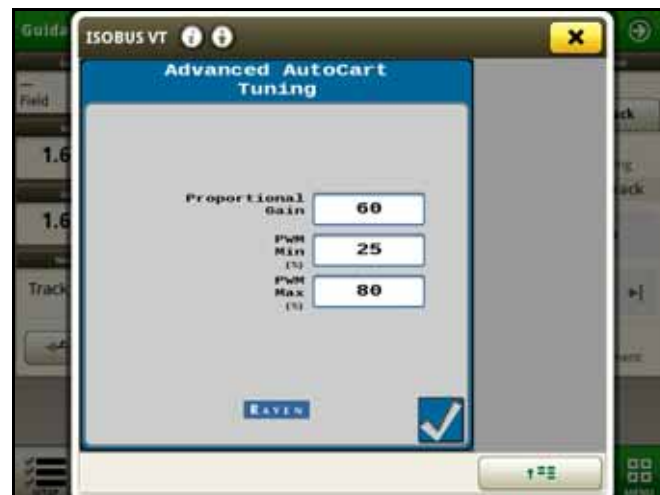 Guida
ISOBUS VT
Advanced AutoCart
Tuning
Field
1.6
1.6
Track
Proportional
Gain
60
PWM
Min
(%)
25
PWM
Max
(%)
80
RAVEN